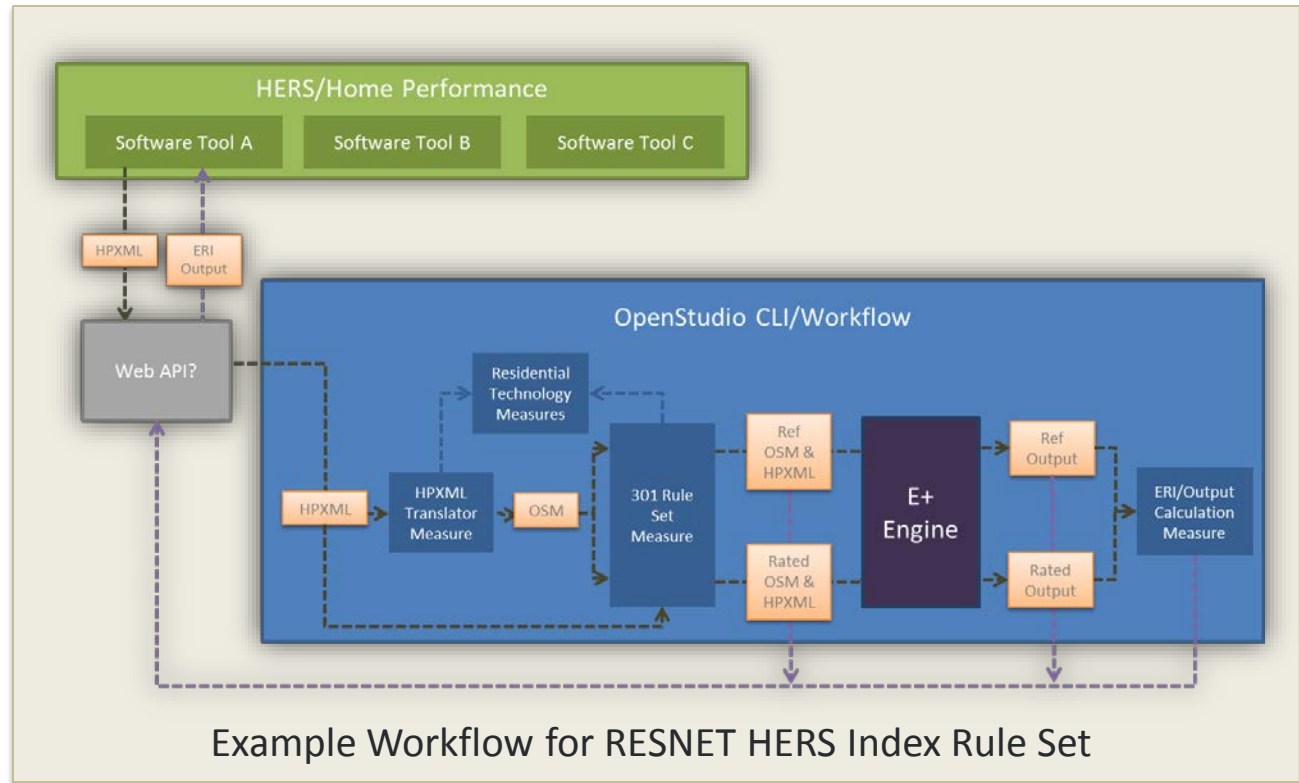 HERS/Home Performance
Software Tool A
Software Tool B
Software Tool C
HPXML
ERI
Output
Web API?
OpenStudio CLI/Workflow
Residential
Technology
Measures
HPXML
HPXML
Translator
Measure
OSM
301 Rule
Set
Measure
Ref
OSM &
HPXML
Rated
OSM &
HPXML
E+
Engine
Ref
Output
Rated
Output
ERI/Output
Calculation
Measure
Example Workflow for RESNET HERS Index Rule Set